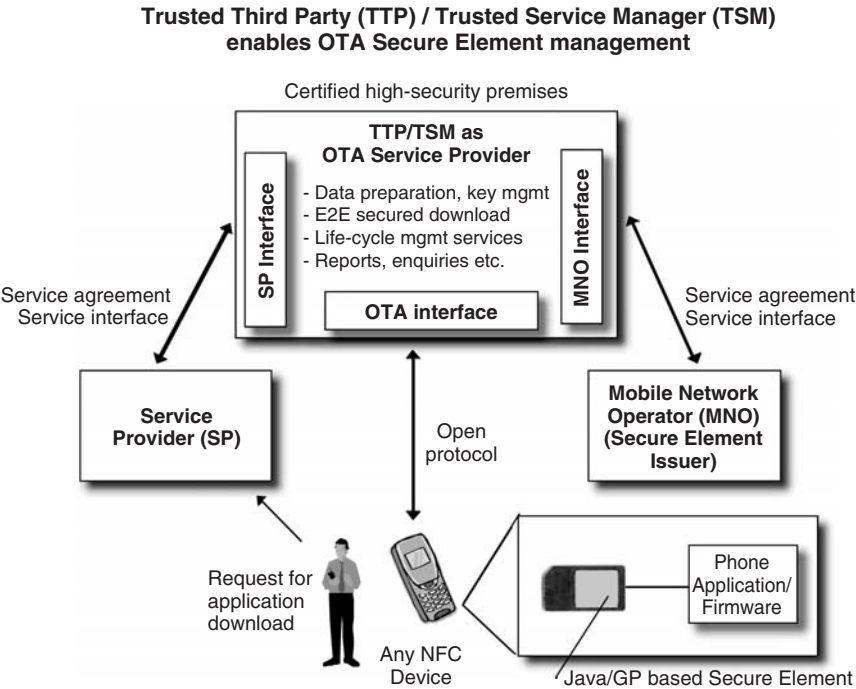 Trusted Third Party (TTP) / Trusted Service Manager (TSM)
enables OTA Secure Element management
Certified high-security premises
TTP/TSM as
OTA Service Provider
SP Interface
- Data preparation, key mgmt
- E2E secured download
- Life-cycle mgmt services
- Reports, enquiries etc.
MNO Interface
OTA interface
Service agreement
Service interface
Service agreement
Service interface
Service
Provider (SP)
Open
protocol
Mobile Network
Operator (MNO)
(Secure Element
Issuer)
Request for
application
download
Any NFC
Device
Phone
Application/
Firmware
Java/GP based Secure Element